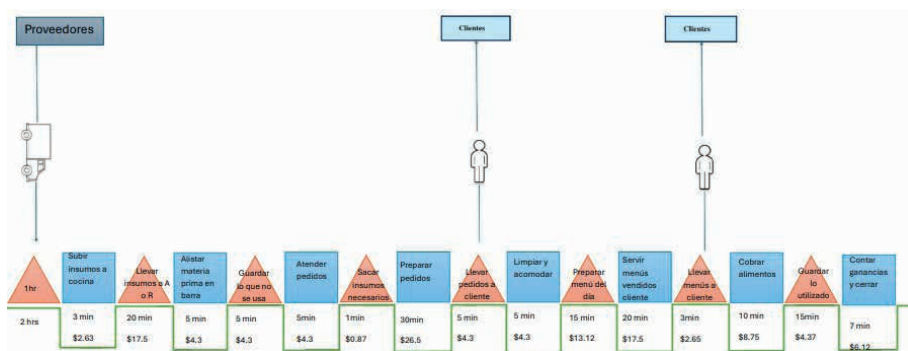 Proveedores
Clientes
Clientes
1hr
Subir
insumos a
cocina
Llevar
insumos a A
o R
Alistar
materia
prima en
barra
Guardar
lo que no
se usa
Atender
pedidos
Sacar
insumos
necesarios
Preparar
pedidos
Llevar
pedidos a
cliente
Limpiar y
acomodar
Preparar
menú del
día
Servir
menús
vendidos
cliente
Llevar
menús a
cliente
Cobrar
alimentos
Guardar
lo
utilizado
Contar
ganancias
y cerrar
2 hrs
3 min
$2.63
20 min
$17.5
5 min
$4.3
5 min
$4.3
5min
$4.3
1min
$0.87
30min
$26.5
5 min
$4.3
5 min
$4.3
15 min
$13.12
20 min
$17.5
3min
$2.65
10 min
$8.75
15min
$4.37
7 min
$6.12